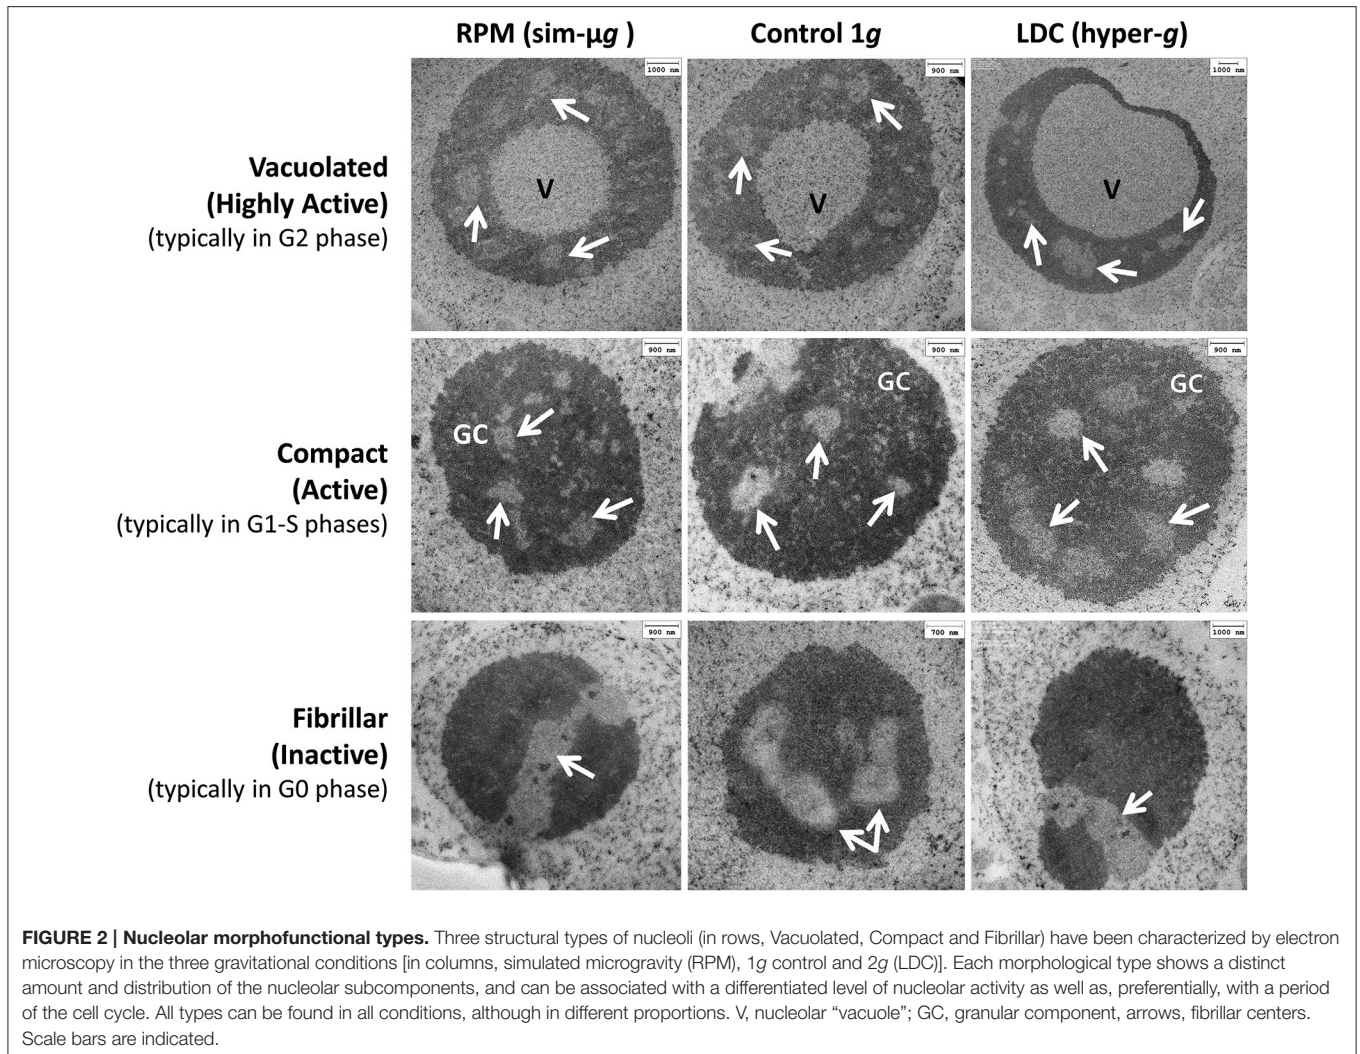 RPM (sim-μg ) Control 1g LDC (hyper-g)
1000 nm 900 nm 1000 nm
Vacuolated
(Highly Active)
(typically in G2 phase)
V V V
900 nm 900 nm 900 nm
GC GC GC
Compact
(Active)
(typically in G1-S phases)
900 nm 700 nm 1000 nm
Fibrillar
(Inactive)
(typically in G0 phase)
FIGURE 2 | Nucleolar morphofunctional types. Three structural types of nucleoli (in rows, Vacuolated, Compact and Fibrillar) have been characterized by electron
microscopy in the three gravitational conditions [in columns, simulated microgravity (RPM), 1g control and 2g (LDC)]. Each morphological type shows a distinct
amount and distribution of the nucleolar subcomponents, and can be associated with a differentiated level of nucleolar activity as well as, preferentially, with a period
of the cell cycle. All types can be found in all conditions, although in different proportions. V, nucleolar “vacuole”; GC, granular component, arrows, fibrillar centers.
Scale bars are indicated.